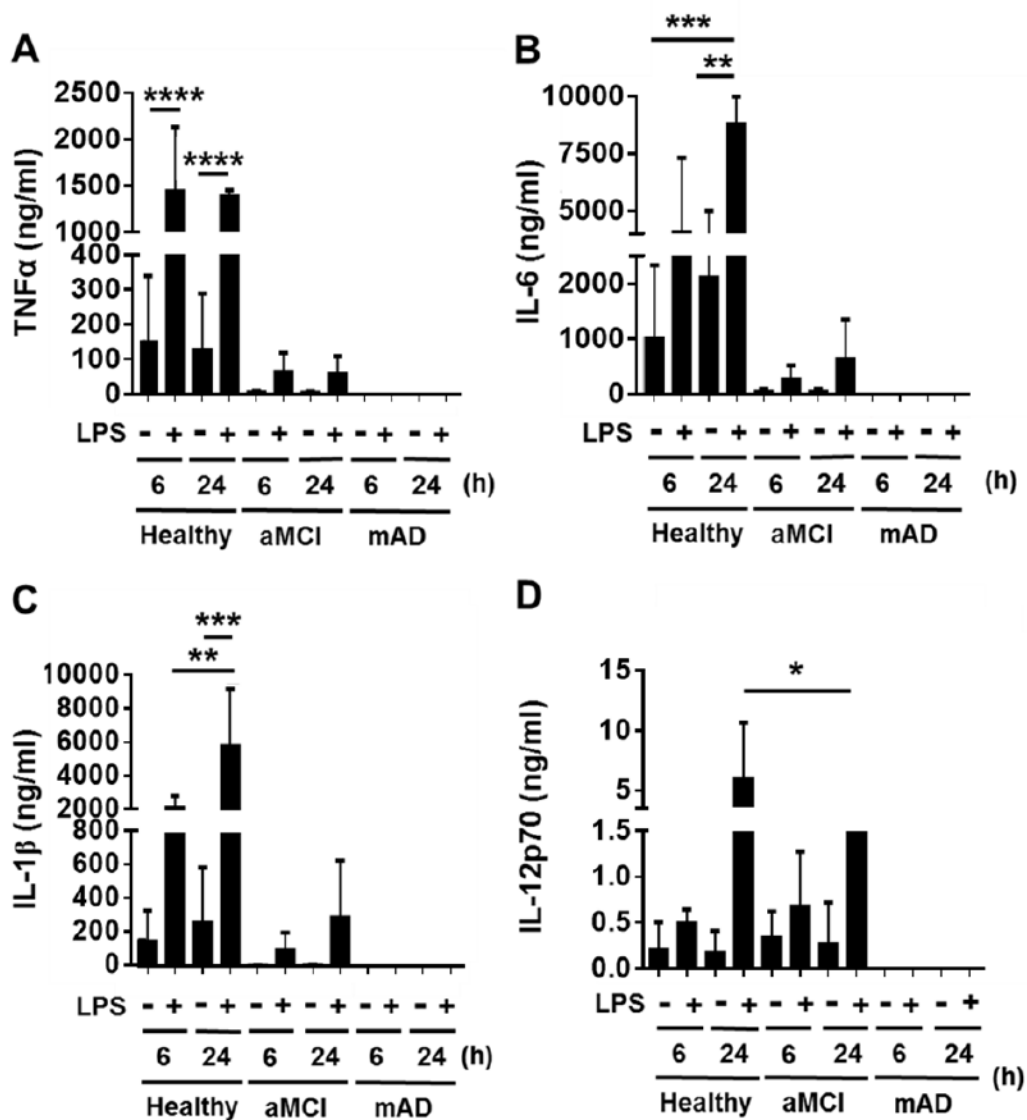 A
TNFα (ng/ml)
2500
2000
1500
1000
400
300
200
100
0
**** ****
LPS - + - + - + - + - + - +
6 24 6 24 6 24 (h)
Healthy aMCI mAD
B
IL-6 (ng/ml)
10000
7500
5000
2000
1000
0
***
**
LPS - + - + - + - + - + - +
6 24 6 24 6 24 (h)
Healthy aMCI mAD
C
IL-1β (ng/ml)
10000
8000
6000
4000
2000
800
600
400
200
0
***
**
LPS - + - + - + - + - + - +
6 24 6 24 6 24 (h)
Healthy aMCI mAD
D
IL-12p70 (ng/ml)
15
10
5
1.5
1.0
0.5
0.0
*
LPS - + - + - + - + - + - +
6 24 6 24 6 24
(h)
Healthy aMCI mAD